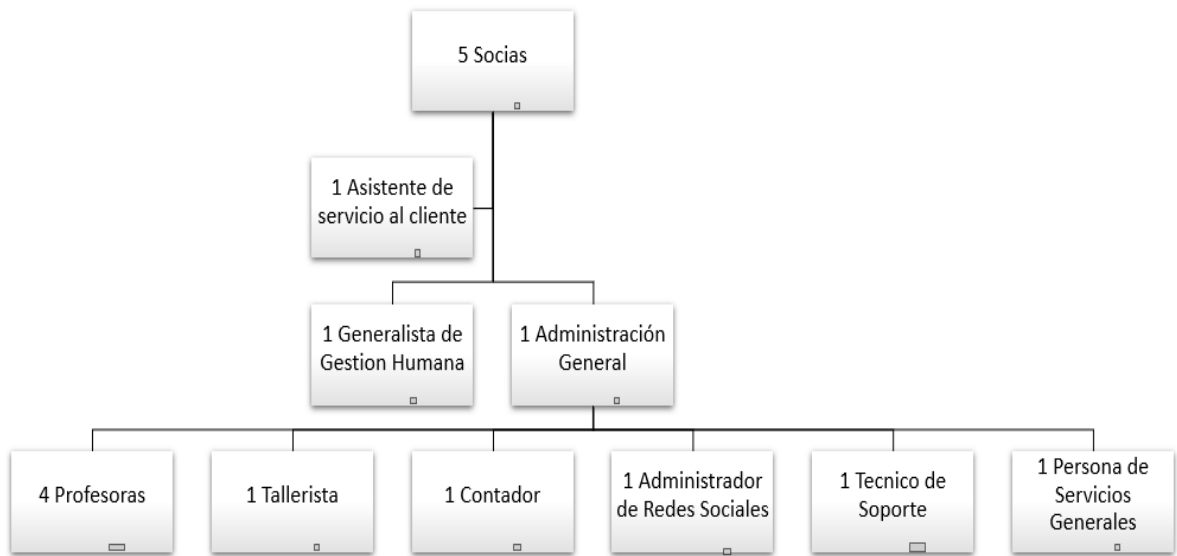 5 Socias
1 Asistente de
servicio al cliente
1 Generalista de
Gestion Humana
1 Administración
General
4 Profesoras
1 Tallerista
1 Contador
1 Administrador
de Redes Sociales
1 Tecnico de
Soporte
1 Persona de
Servicios
Generales